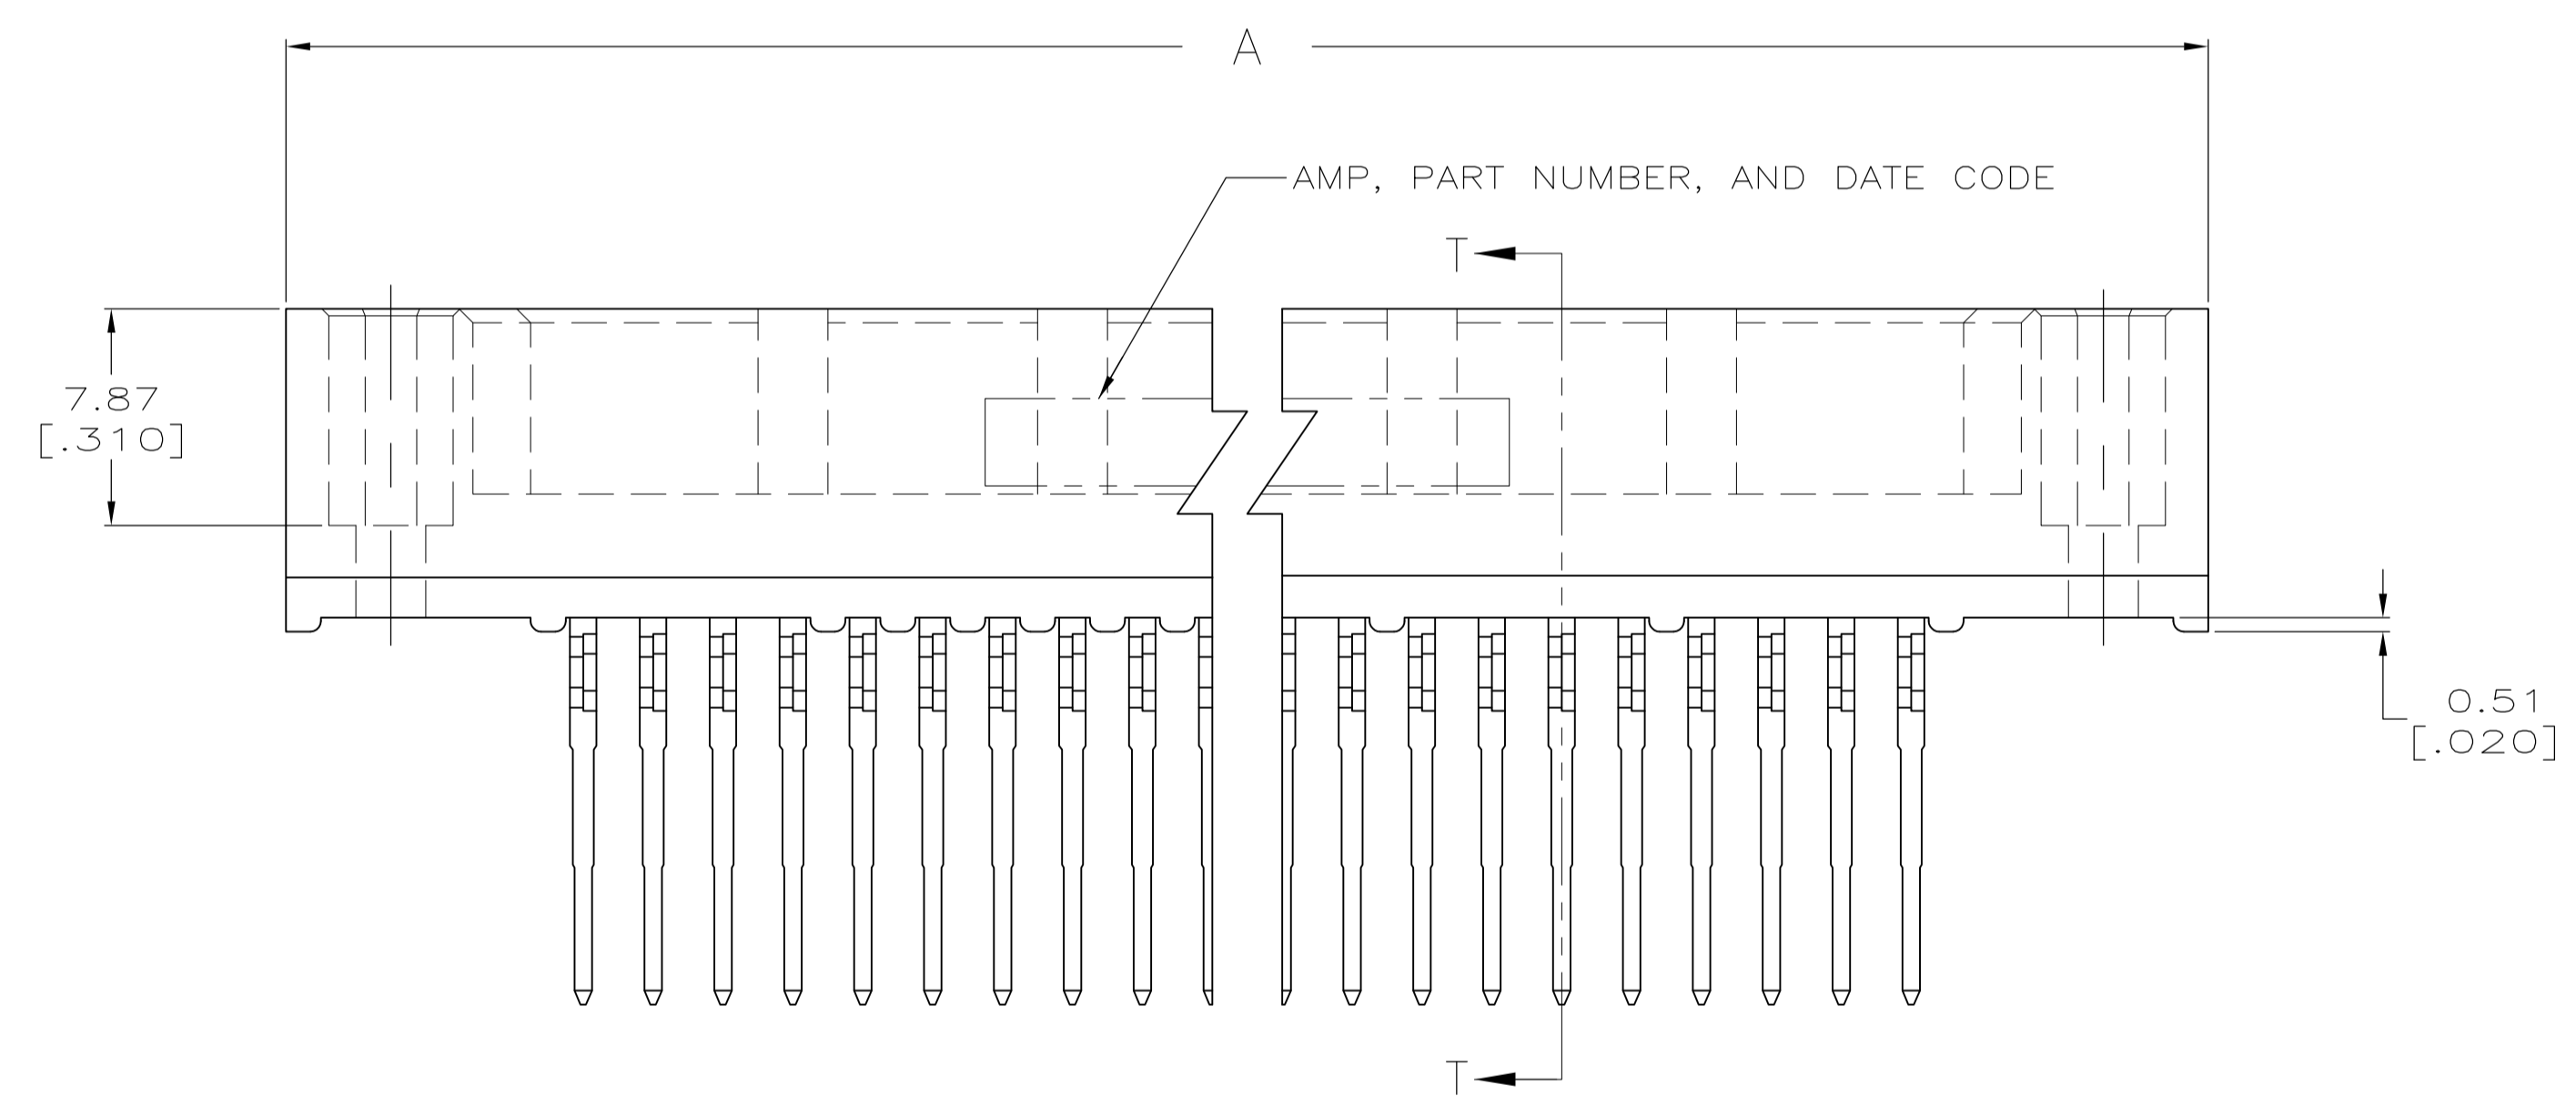 A
AMP, PART NUMBER, AND DATE CODE
T
7.87
[.310]
0.51
[.020]
T